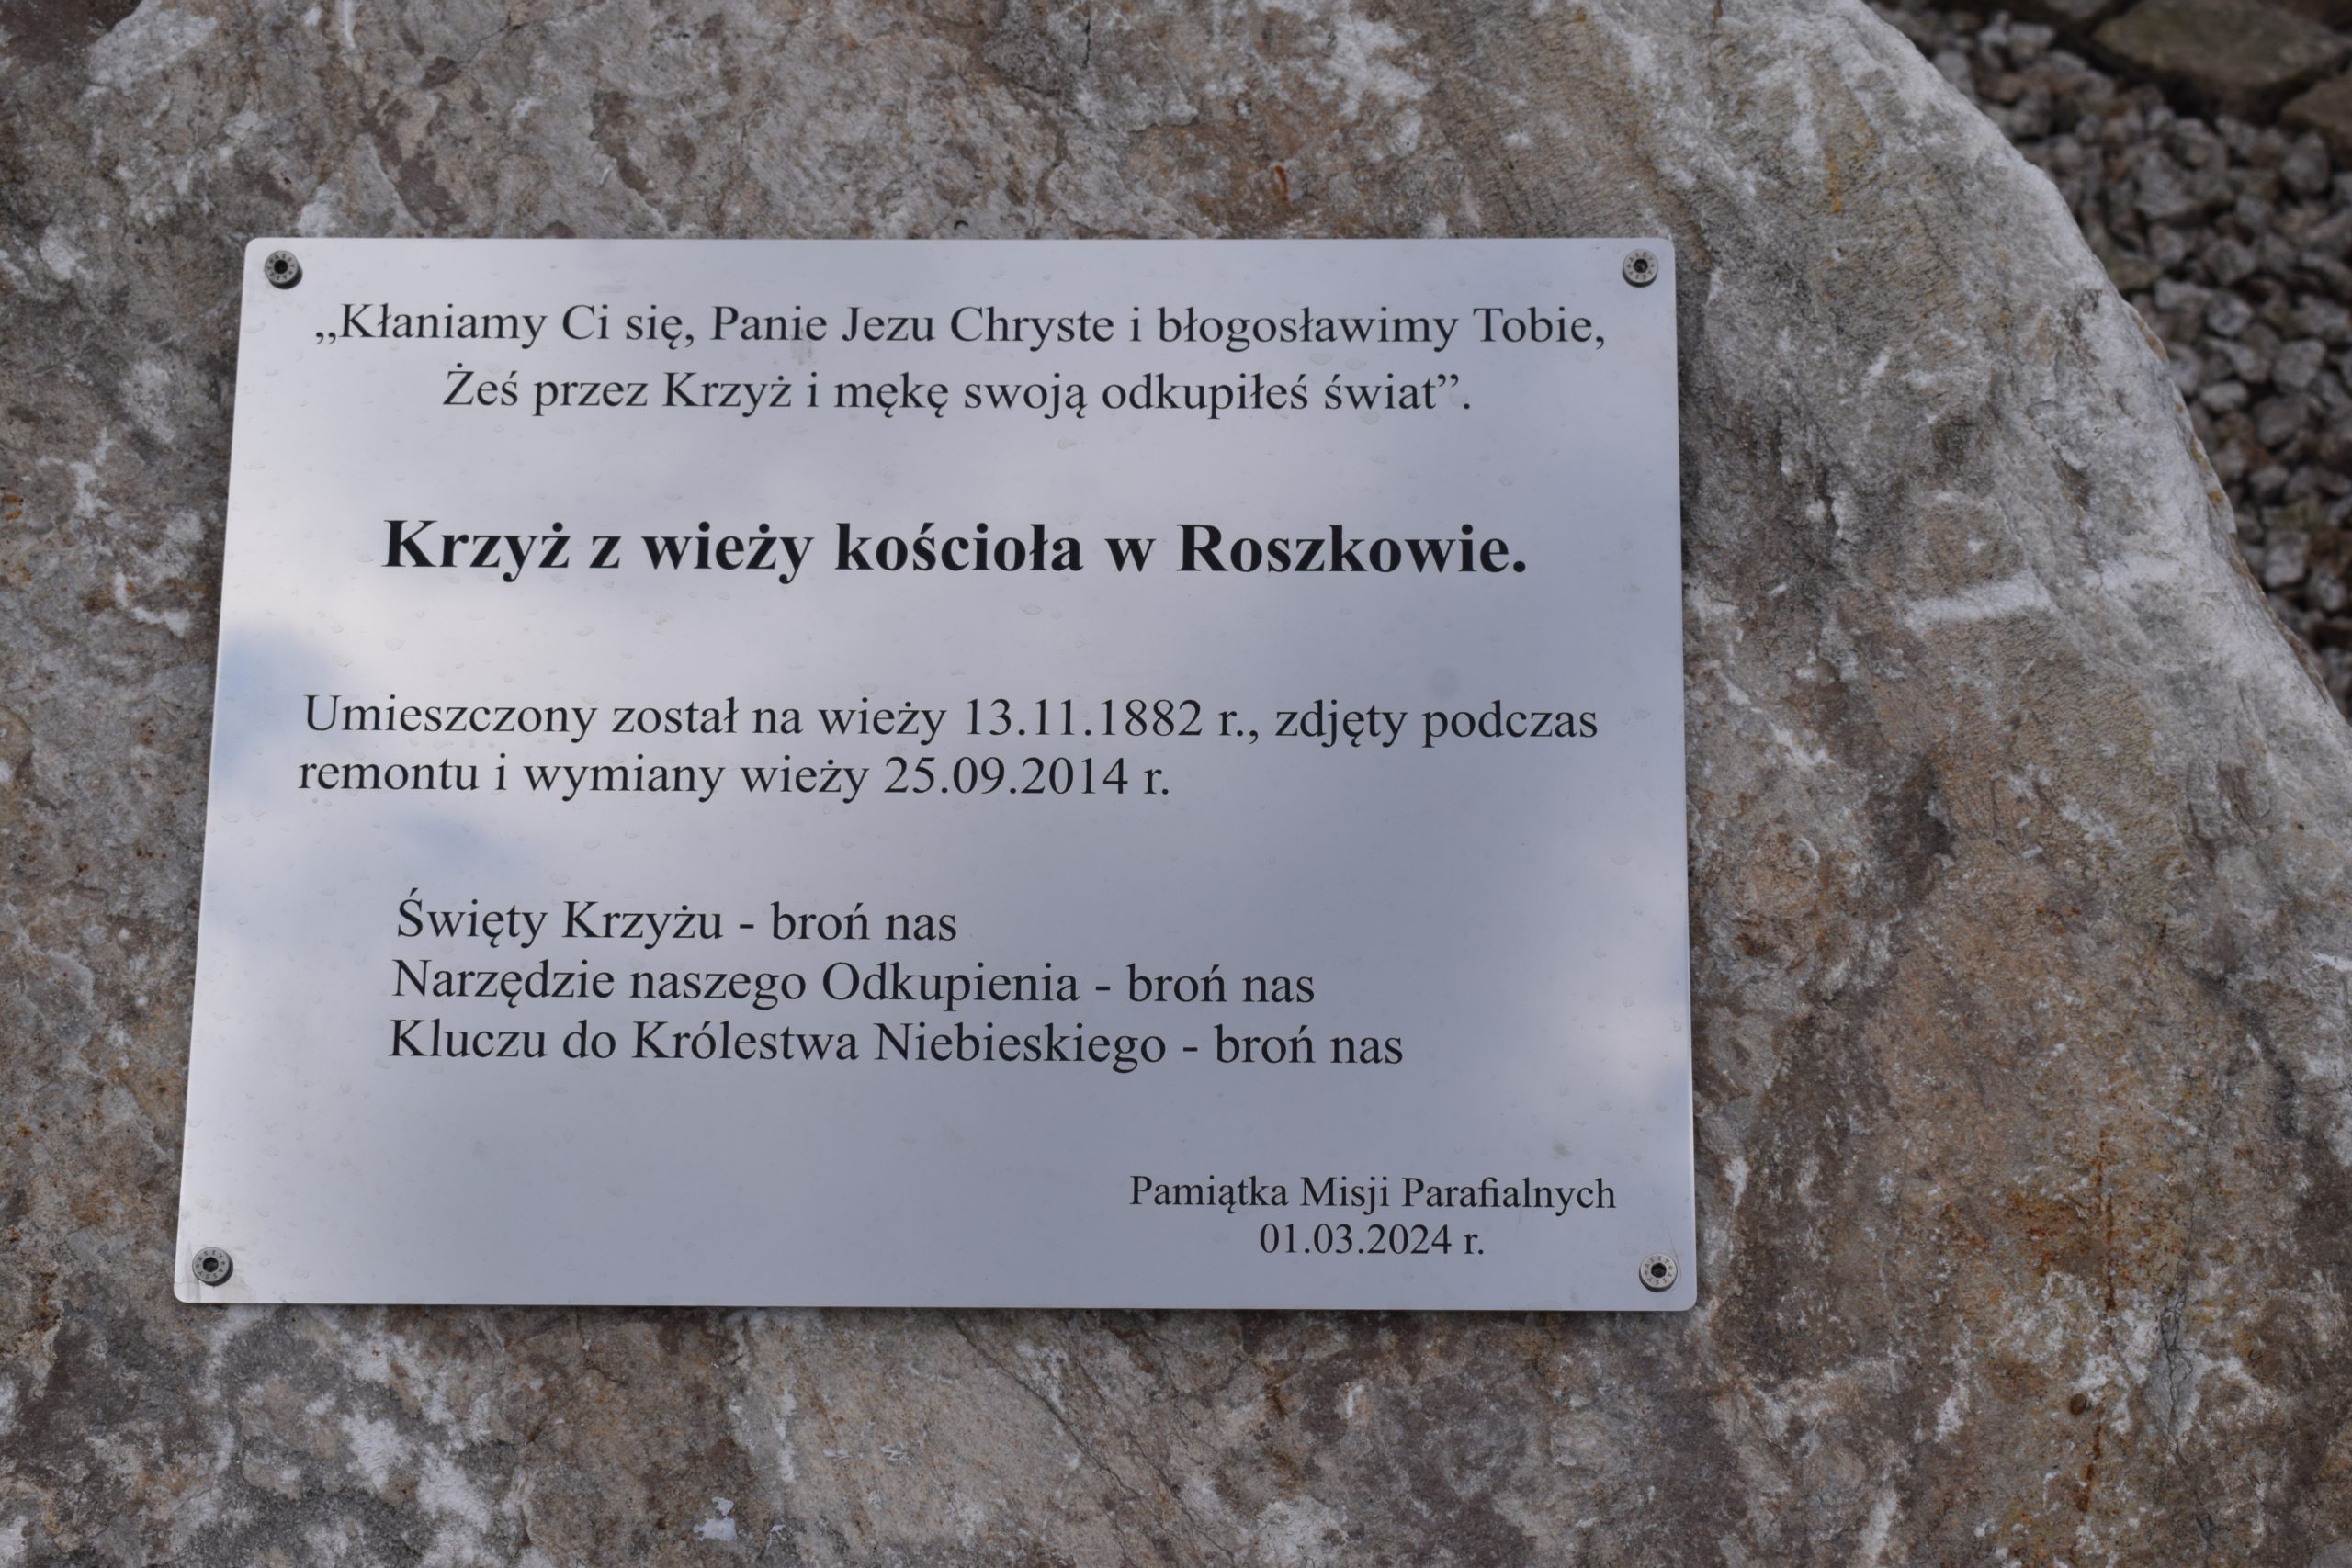 „Kłaniamy Ci się, Panie Jezu Chryste i błogosławimy Tobie,
Żeś przez Krzyż i mękę swoją odkupiłeś świat”.
Krzyż z wieży kościoła w Roszkowie.
Umieszczony został na wieży 13.11.1882 r., zdjęty podczas
remontu i wymiany wieży 25.09.2014 r.
Święty Krzyżu - broń nas
Narzędzie naszego Odkupienia - broń nas
Kluczu do Królestwa Niebieskiego - broń nas
Pamiątka Misji Parafialnych
01.03.2024 r.